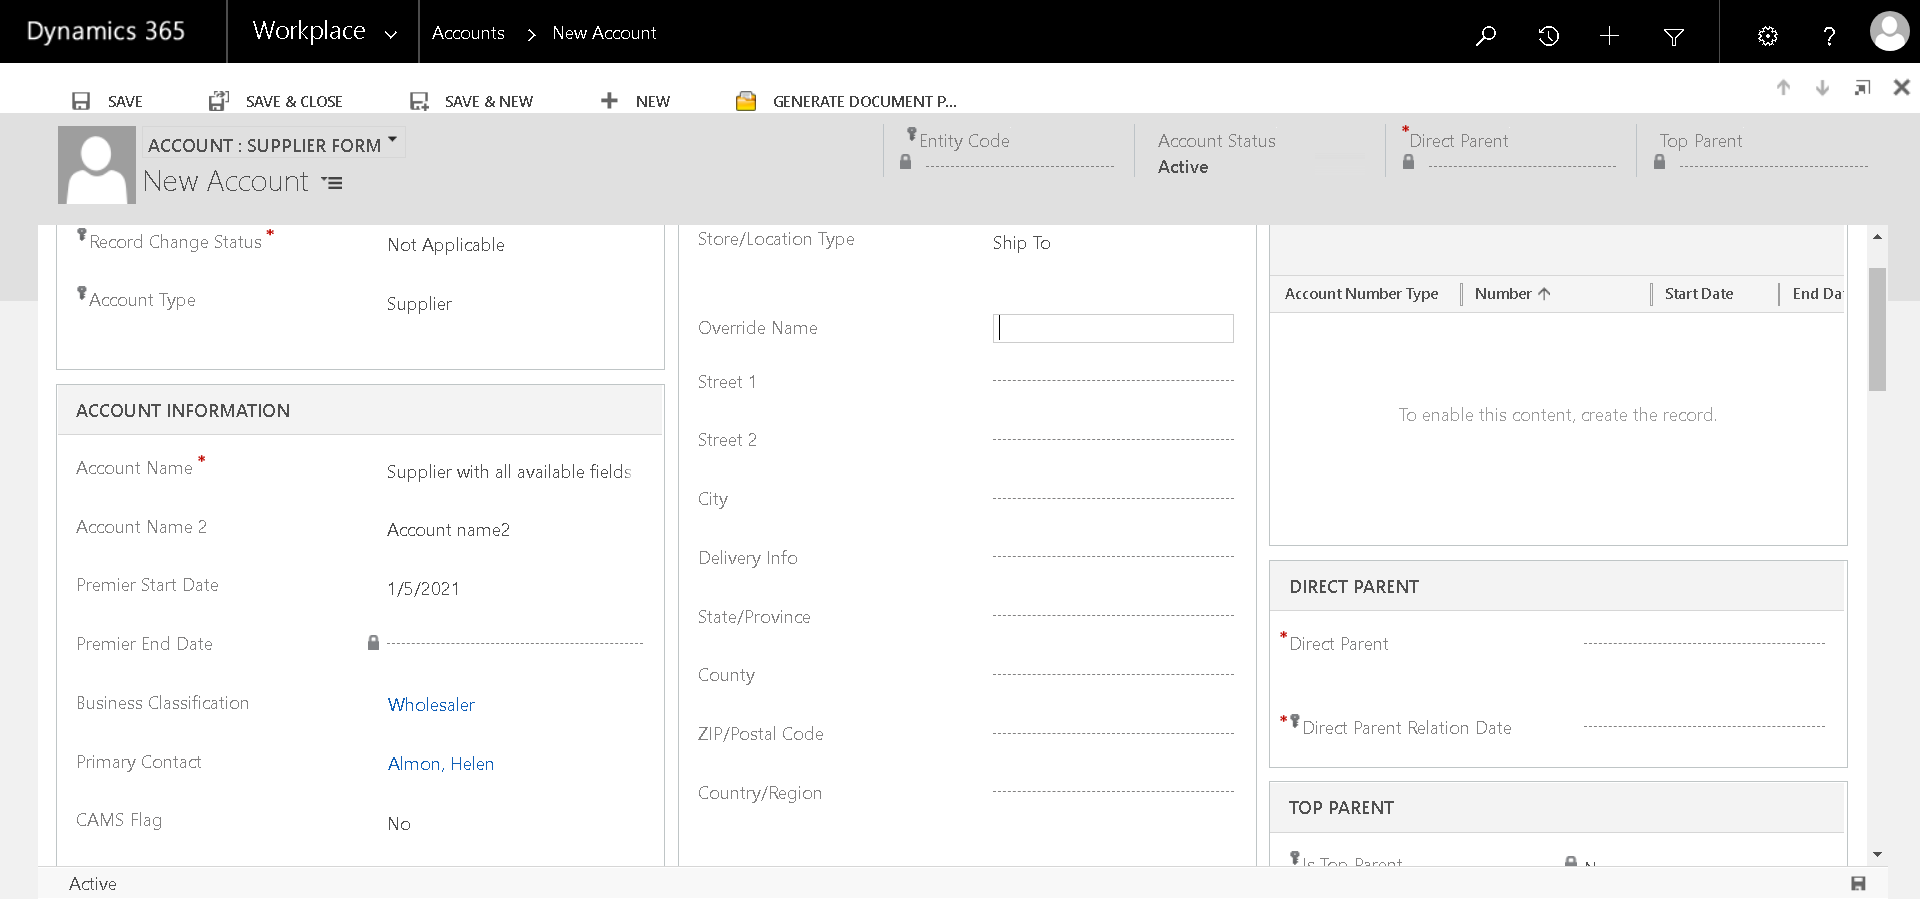 Dynamics 365
Workplace
Accounts > New Account
SAVE
SAVE & CLOSE
SAVE & NEW
NEW
GENERATE DOCUMENT P...
ACCOUNT : SUPPLIER FORM
New Account
Entity Code
Account Status
Active
* Direct Parent
Top Parent
Record Change Status *
Not Applicable
Account Type
Supplier
ACCOUNT INFORMATION
Account Name *
Supplier with all available fields
Account Name 2
Account name2
Premier Start Date
1/5/2021
Premier End Date
Business Classification
Wholesaler
Primary Contact
Almon, Helen
CAMS Flag
No
Store/Location Type
Ship To
Override Name
Street 1
Street 2
City
Delivery Info
State/Province
County
ZIP/Postal Code
Country/Region
Account Number Type
Number
Start Date
End Da
To enable this content, create the record.
DIRECT PARENT
* Direct Parent
* Direct Parent Relation Date
TOP PARENT
Is Top Parent
Active